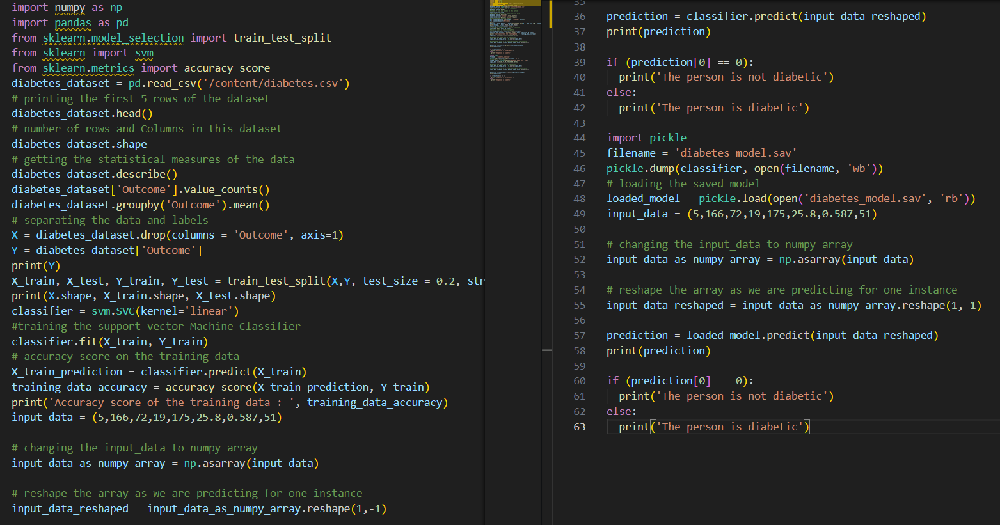 import numpy as np
import pandas as pd
from sklearn.model_selection import train_test_split
from sklearn import svm
from sklearn.metrics import accuracy_score
diabetes_dataset = pd.read_csv('/content/diabetes.csv')
# printing the first 5 rows of the dataset
diabetes_dataset.head()
# number of rows and Columns in this dataset
diabetes_dataset.shape
# getting the statistical measures of the data
diabetes_dataset.describe()
diabetes_dataset['Outcome'].value_counts()
diabetes_dataset.groupby('Outcome').mean()
# separating the data and labels
X = diabetes_dataset.drop(columns = 'Outcome', axis=1)
Y = diabetes_dataset['Outcome']
print(Y)
X_train, X_test, Y_train, Y_test = train_test_split(X,Y, test_size = 0.2, str
print(X.shape, X_train.shape, X_test.shape)
classifier = svm.SVC(kernel='linear')
#training the support vector Machine Classifier
classifier.fit(X_train, Y_train)
# accuracy score on the training data
X_train_prediction = classifier.predict(X_train)
training_data_accuracy = accuracy_score(X_train_prediction, Y_train)
print('Accuracy score of the training data : ', training_data_accuracy)
input_data = (5,166,72,19,175,25.8,0.587,51)
# changing the input_data to numpy array
input_data_as_numpy_array = np.asarray(input_data)
# reshape the array as we are predicting for one instance
input_data_reshaped = input_data_as_numpy_array.reshape(1,-1)
35
36 prediction = classifier.predict(input_data_reshaped)
37 print(prediction)
38
39 if (prediction[0] == 0):
40 print('The person is not diabetic')
41 else:
42 print('The person is diabetic')
43
44 import pickle
45 filename = 'diabetes_model.sav'
46 pickle.dump(classifier, open(filename, 'wb'))
47 # loading the saved model
48 loaded_model = pickle.load(open('diabetes_model.sav', 'rb'))
49 input_data = (5,166,72,19,175,25.8,0.587,51)
50
51 # changing the input_data to numpy array
52 input_data_as_numpy_array = np.asarray(input_data)
53
54 # reshape the array as we are predicting for one instance
55 input_data_reshaped = input_data_as_numpy_array.reshape(1,-1)
56
57 prediction = loaded_model.predict(input_data_reshaped)
58 print(prediction)
59
60 if (prediction[0] == 0):
61 print('The person is not diabetic')
62 else:
63 print('The person is diabetic')